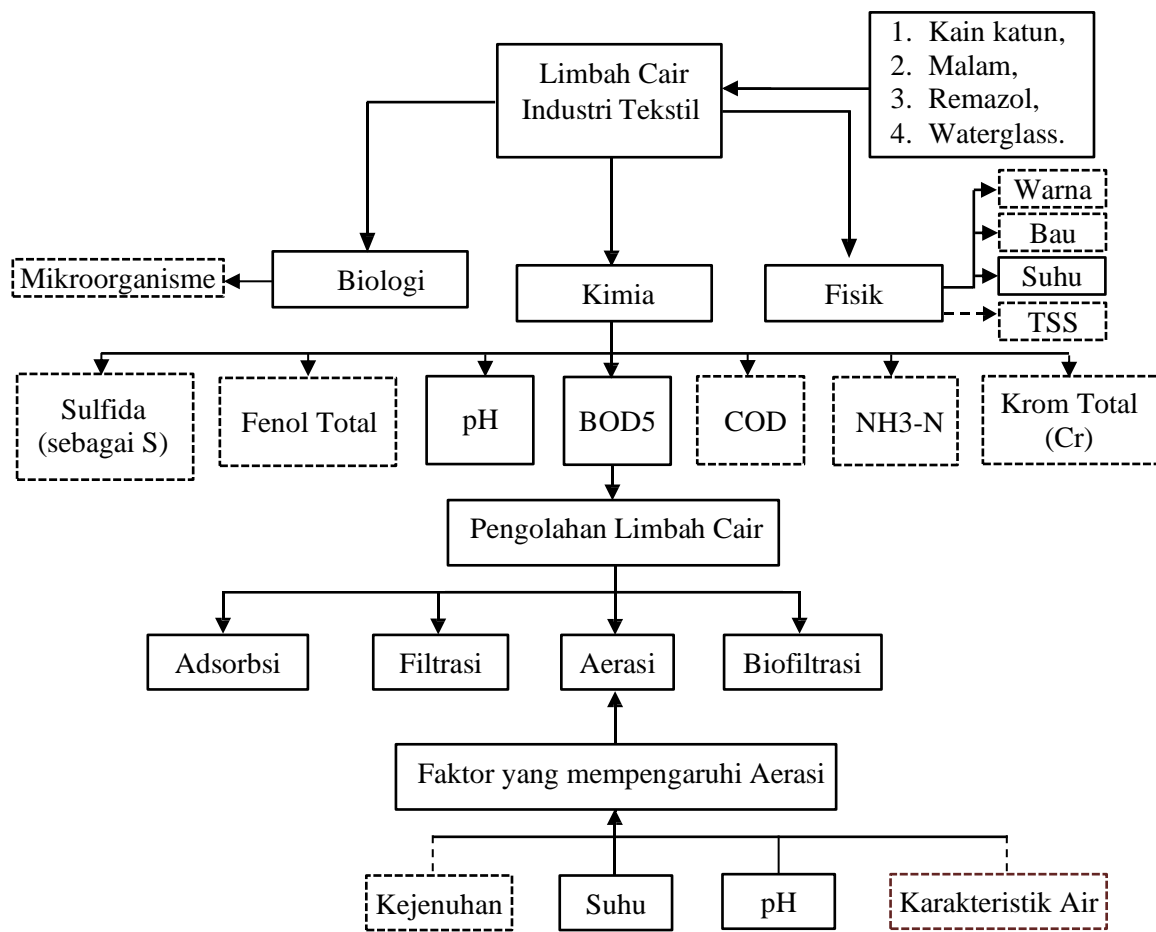 1. Kain katun,
2. Malam,
3. Remazol,
4. Waterglass.
Limbah Cair
Industri Tekstil
Warna
Bau
Suhu
TSS
Mikroorganisme
Biologi
Kimia
Fisik
Sulfida
(sebagai S)
Fenol Total
pH
BOD5
COD
NH3-N
Krom Total
(Cr)
Pengolahan Limbah Cair
Adsorbsi
Filtrasi
Aerasi
Biofiltrasi
Faktor yang mempengaruhi Aerasi
Kejenuhan
Suhu
pH
Karakteristik Air